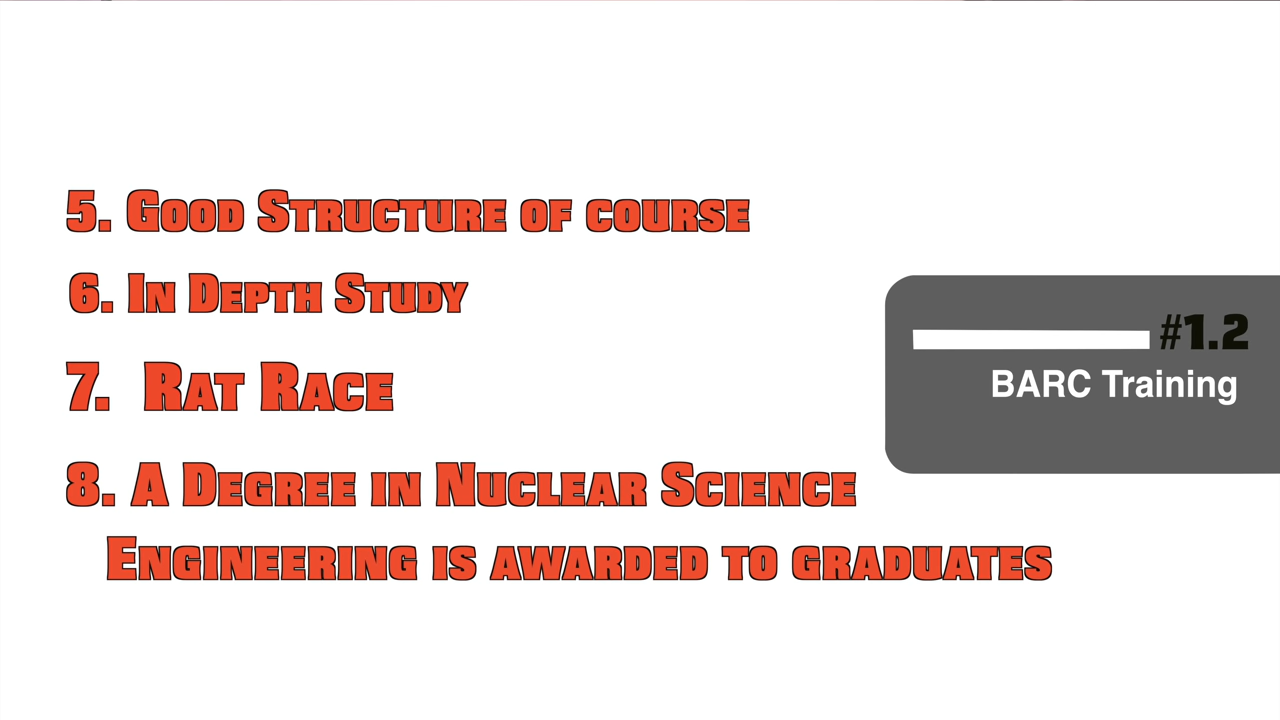 5. Good Structure of course
6. In Depth Study
7. Rat Race
8. A Degree in Nuclear Science
Engineering is awarded to graduates
#1.2
BARC Training